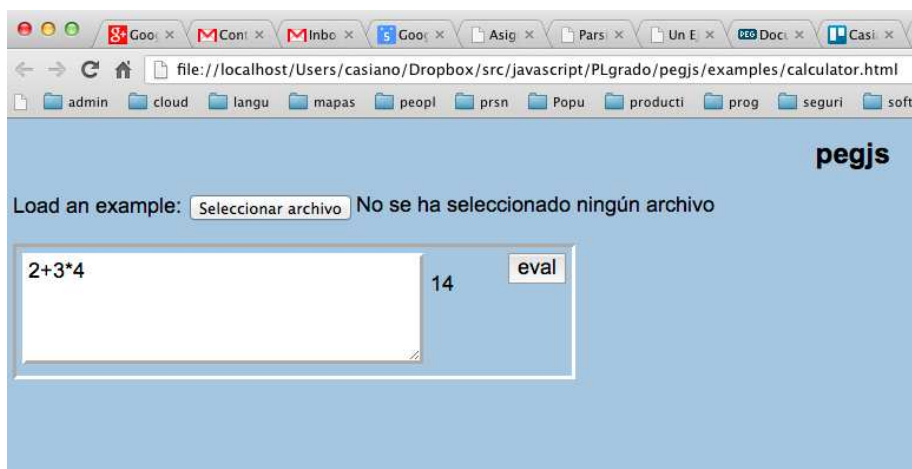 Goo Cont Inbo Goo Asig Pars Un E Doc Casi
file://localhost/Users/casiano/Dropbox/src/javascript/PLgrado/pegjs/examples/calculator.html
admin cloud langu mapas peopl prsn Popu producti prog seguri soft
pegjs
Load an example: Seleccionar archivo No se ha seleccionado ningún archivo
2+3*4 14 eval